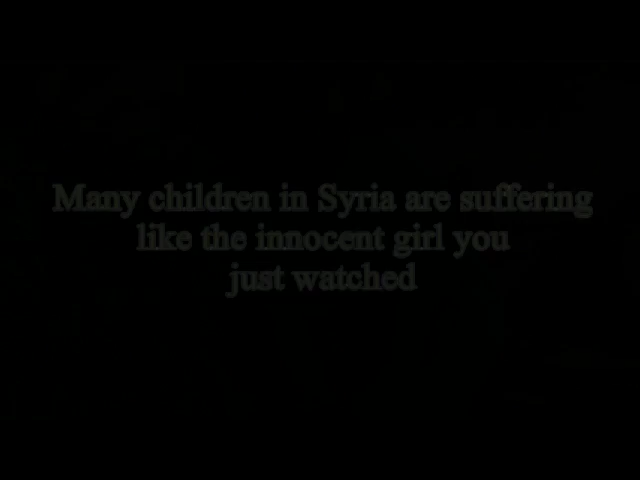 Many children in Syria are suffering
like the innocent girl you
just watched